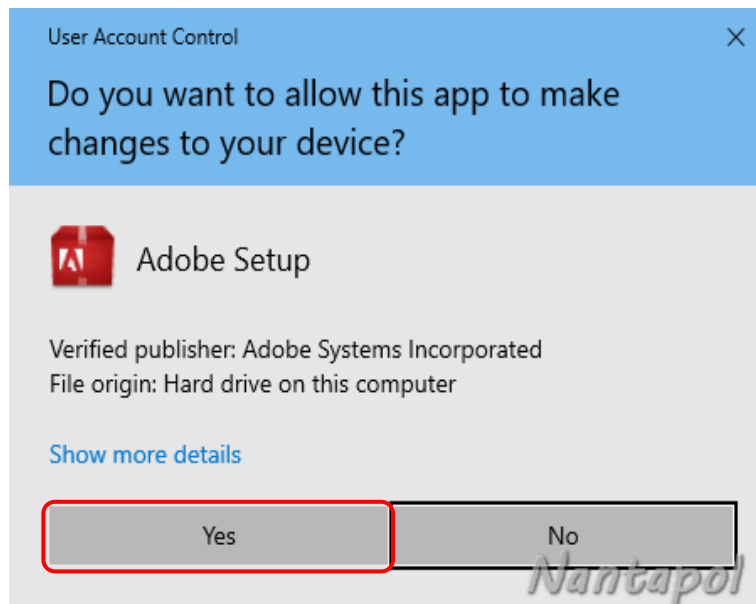 User Account Control
Do you want to allow this app to make
changes to your device?
Adobe Setup
Verified publisher: Adobe Systems Incorporated
File origin: Hard drive on this computer
Show more details
Yes No
Nantapol